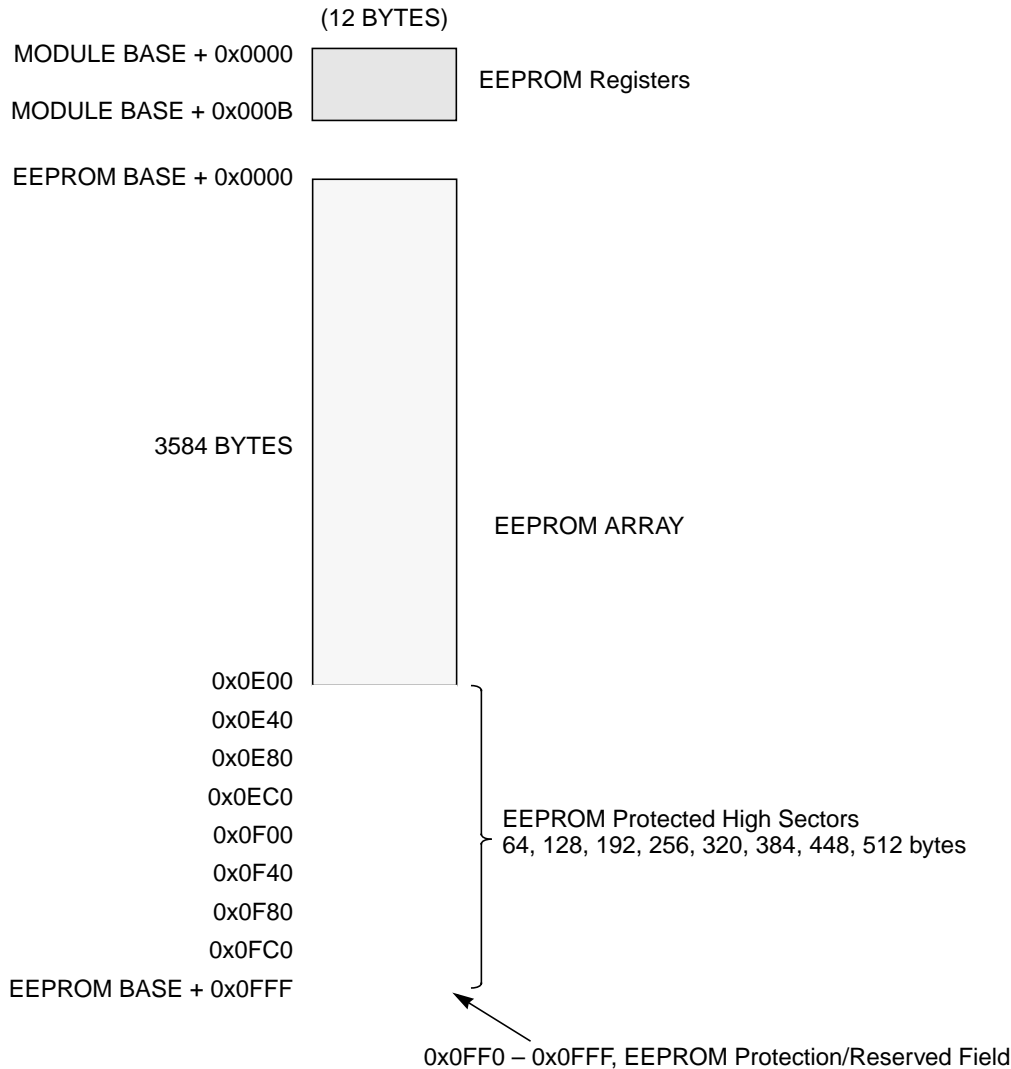 (12 BYTES)
MODULE BASE + 0x0000
EEPROM Registers
MODULE BASE + 0x000B
EEPROM BASE + 0x0000
3584 BYTES
EEPROM ARRAY
0x0E00
0x0E40
0x0E80
0x0EC0
0x0F00
EEPROM Protected High Sectors
64, 128, 192, 256, 320, 384, 448, 512 bytes
0x0F40
0x0F80
0x0FC0
EEPROM BASE + 0x0FFF
0x0FF0 – 0x0FFF, EEPROM Protection/Reserved Field